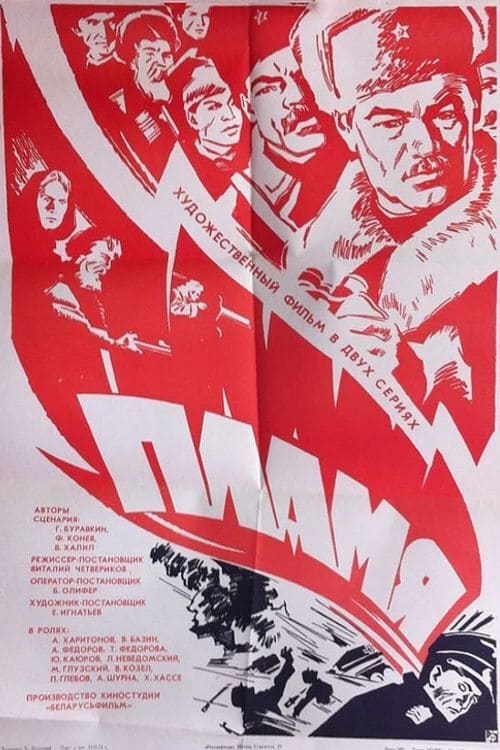 ХУДОЖЕСТВЕННЫЙ ФИЛЬМ В ДВУХ СЕРИЯХ
ПЛАМЯ
АВТОРЫ
СЦЕНАРИЯ:
Г. БУРАВКИН,
Ф. КОНЕВ,
В. ХАЛИП
РЕЖИССЕР-ПОСТАНОВЩИК
ВИТАЛИЙ ЧЕТВЕРИКОВ
ОПЕРАТОР-ПОСТАНОВЩИК
Б. ОЛИФЕР
ХУДОЖНИК-ПОСТАНОВЩИК
Е. ИГНАТЬЕВ
В РОЛЯХ:
А. ХАРИТОНОВ, В. БАЗИН,
А. ФЕДОРОВ, Т. ФЕДОРОВА,
Ю. КАЮРОВ, Л. НЕВЕДОМСКИЙ,
М. ГЛУЗСКИЙ, В. КОЗЕЛ,
П. ГЛЕБОВ, А. ШУРНА, Х. ХАССЕ
ПРОИЗВОДСТВО КИНОСТУДИИ
«БЕЛАРУСЬФИЛЬМ»